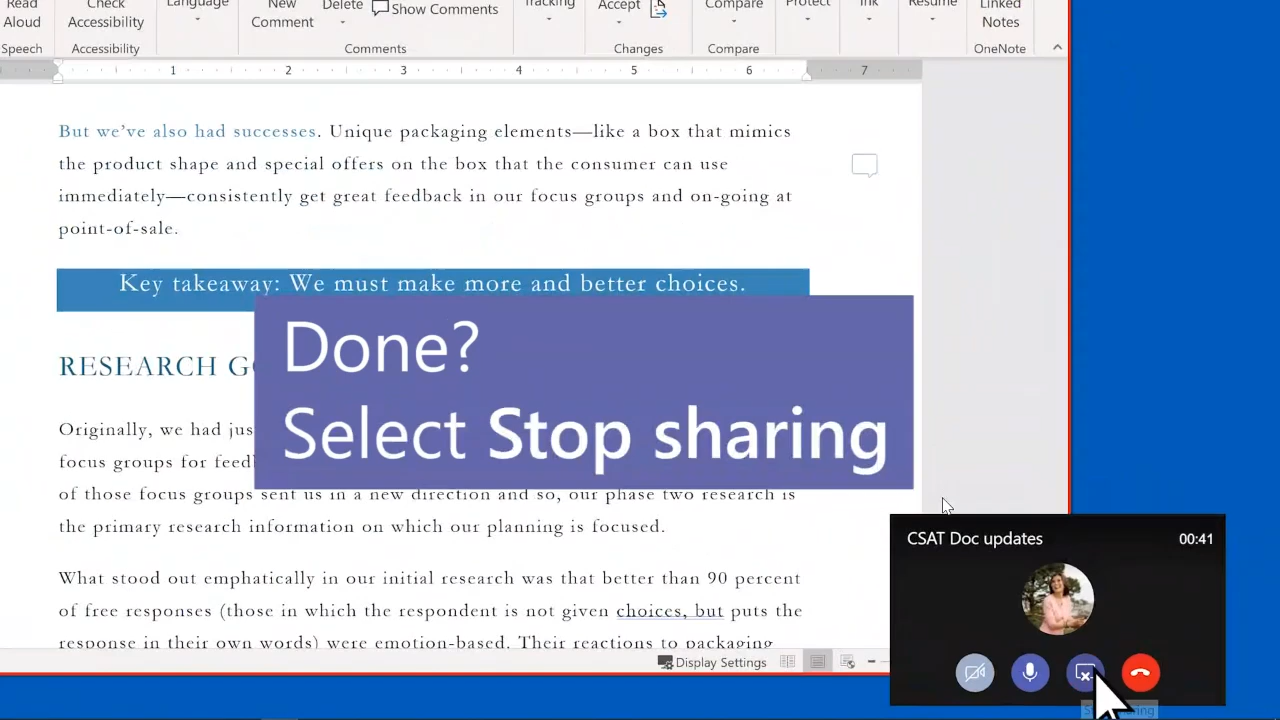 Read
Aloud
Speech
Check
Accessibility
Accessibility
Language
New
Comment
Delete
Show Comments
Comments
Tracking
Accept
Changes
Compare
Compare
Protect
Ink
Resume
Linked
Notes
OneNote
1 2 3 4 5 6 7
But we’ve also had successes. Unique packaging elements—like a box that mimics
the product shape and special offers on the box that the consumer can use
immediately—consistently get great feedback in our focus groups and on-going at
point-of-sale.
Key takeaway: We must make more and better choices.
Done?
Select Stop sharing
RESEARCH
Originally, we had
focus groups for
of those focus groups sent us in a new direction and so, our phase two research is
the primary research information on which our planning is focused.
What stood out emphatically in our initial research was that better than 90 percent
of free responses (those in which the respondent is not given choices, but puts the
response in their own words) were emotion-based. Their reactions to packaging
Display Settings
CSAT Doc updates
00:41